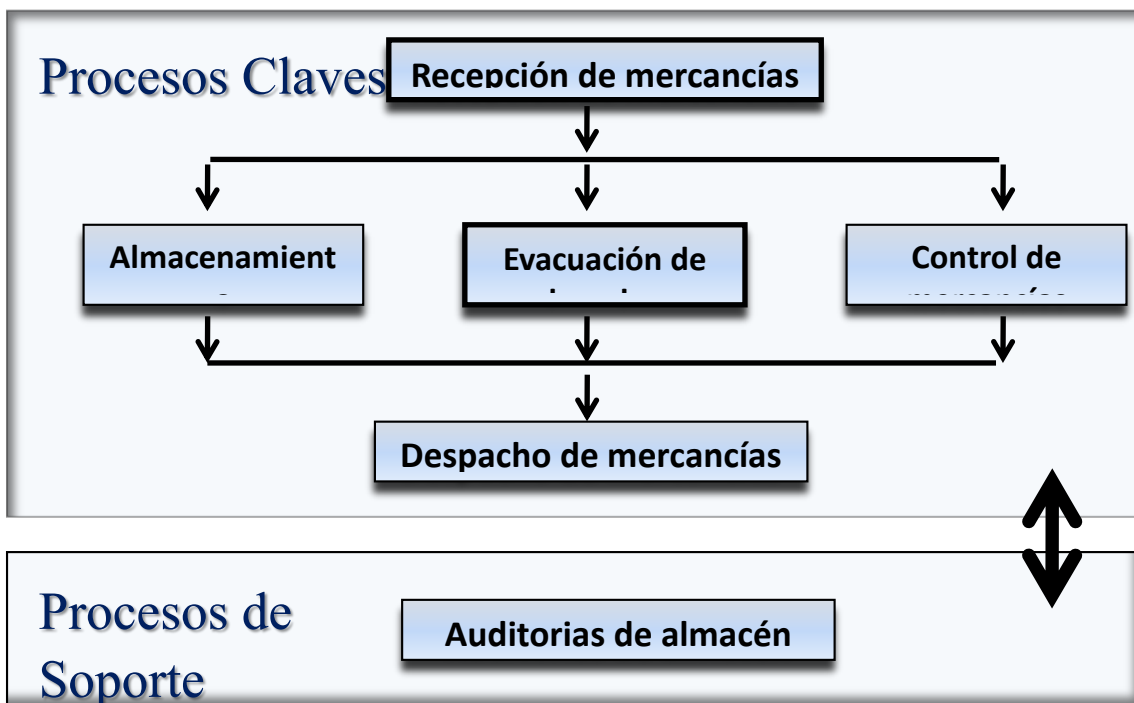 Procesos Claves
Recepción de mercancías
Almacenamient
Evacuación de
Control de
mercancías
Despacho de mercancías
Procesos de
Soporte
Auditorias de almacén